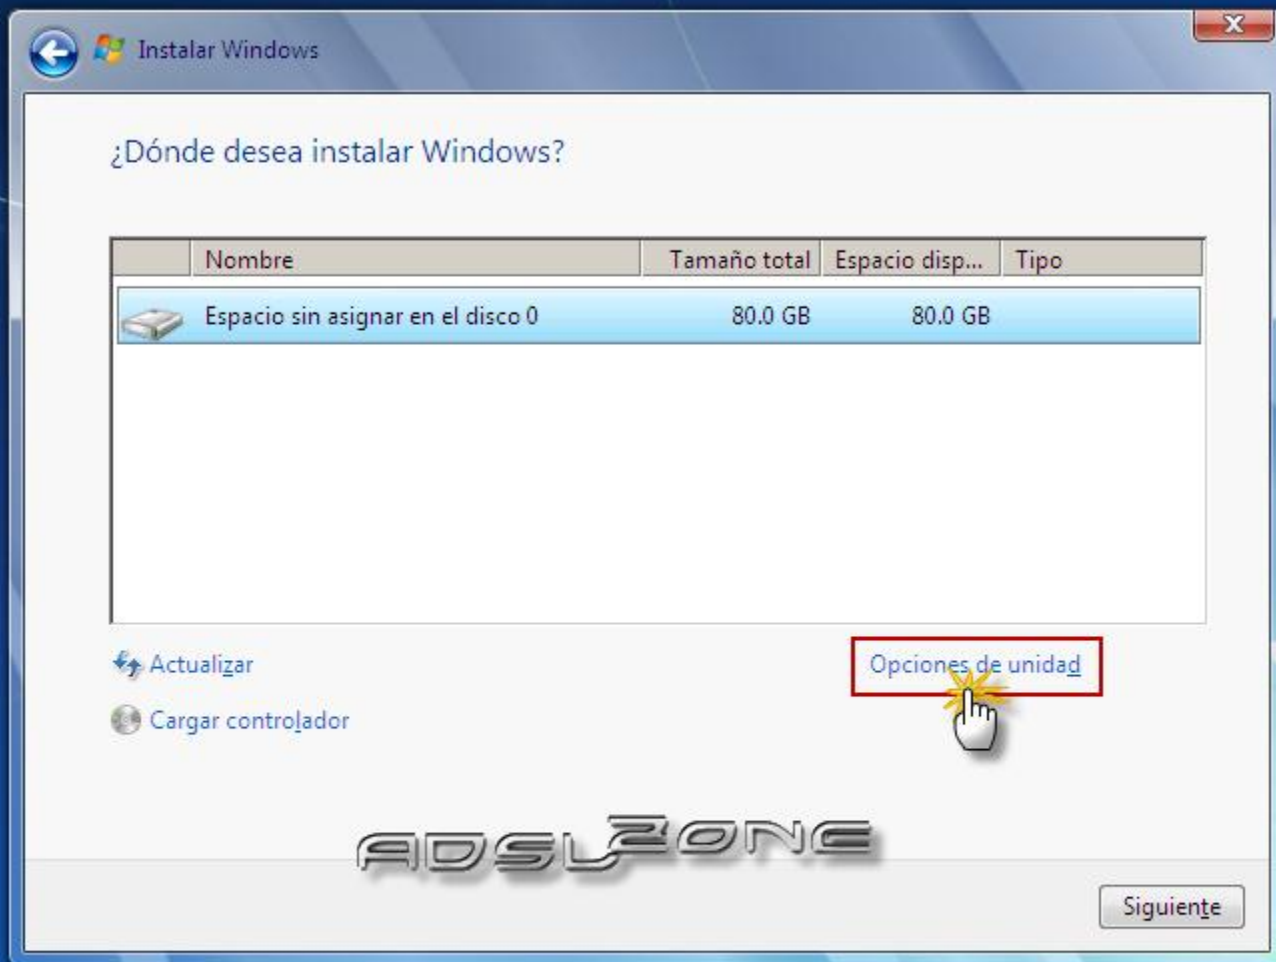 Instalar Windows
¿Dónde desea instalar Windows?
Nombre Tamaño total Espacio disp... Tipo
Espacio sin asignar en el disco 0 80.0 GB 80.0 GB
Actualizar Opciones de unidad
Cargar controlador
ADSLZONE
Siguiente